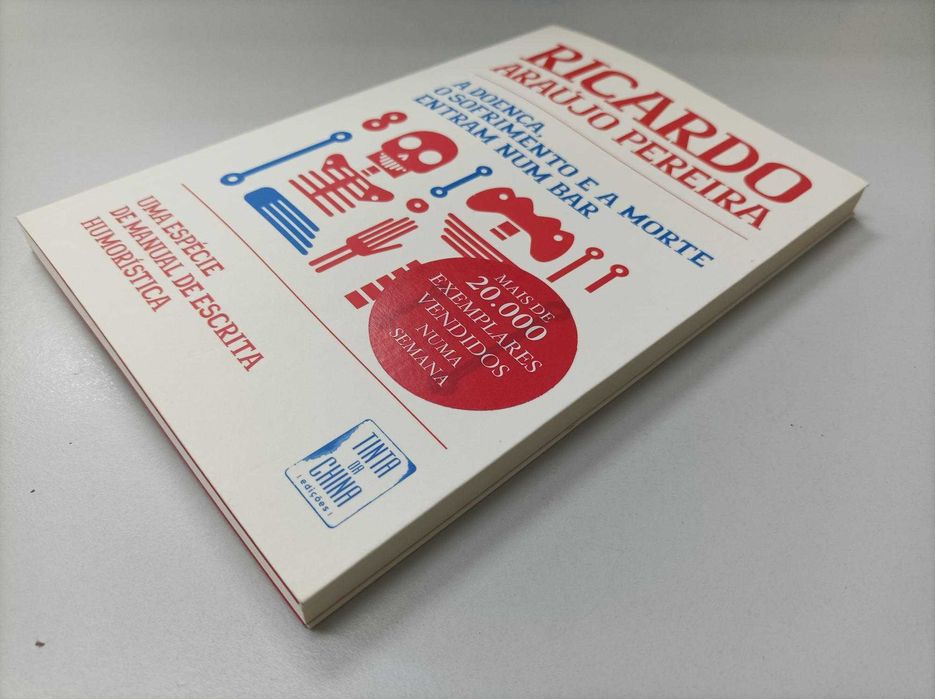 RICARDO
ARAÚJO PEREIRA
A DOENÇA,
O SOFRIMENTO E A MORTE
ENTRAM NUM BAR
MAIS DE
20.000
EXEMPLARES
VENDIDOS
NUMA
SEMANA
UMA ESPÉCIE
DE MANUAL DE ESCRITA
HUMORÍSTICA
TINTA
DA
CHINA
edições